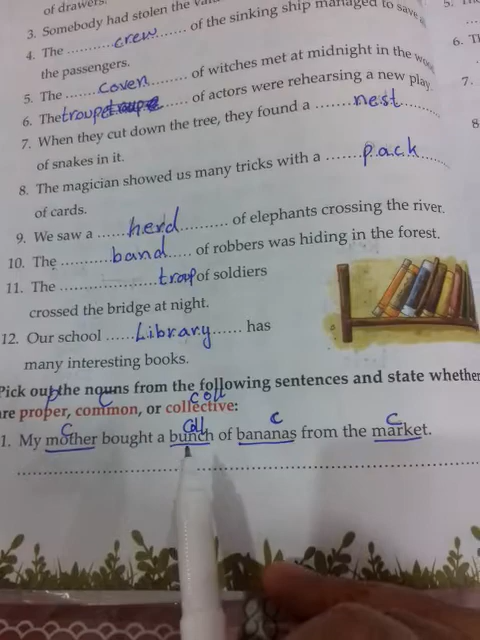 of drawers.
3. Somebody had stolen the
4. The crew of the sinking ship managed to save
the passengers.
5. The coven of witches met at midnight in the
6. The troupe of actors were rehearsing a new play.
7. When they cut down the tree, they found a nest
of snakes in it.
8. The magician showed us many tricks with a pack
of cards.
9. We saw a herd of elephants crossing the river.
10. The band of robbers was hiding in the forest.
11. The troop of soldiers
crossed the bridge at night.
12. Our school Library has
many interesting books.
Pick out the nouns from the following sentences and state whether
P C Coll
are proper, common, or collective:
C Coll C C
1. My mother bought a bunch of bananas from the market.
5.
6. T
7.
8